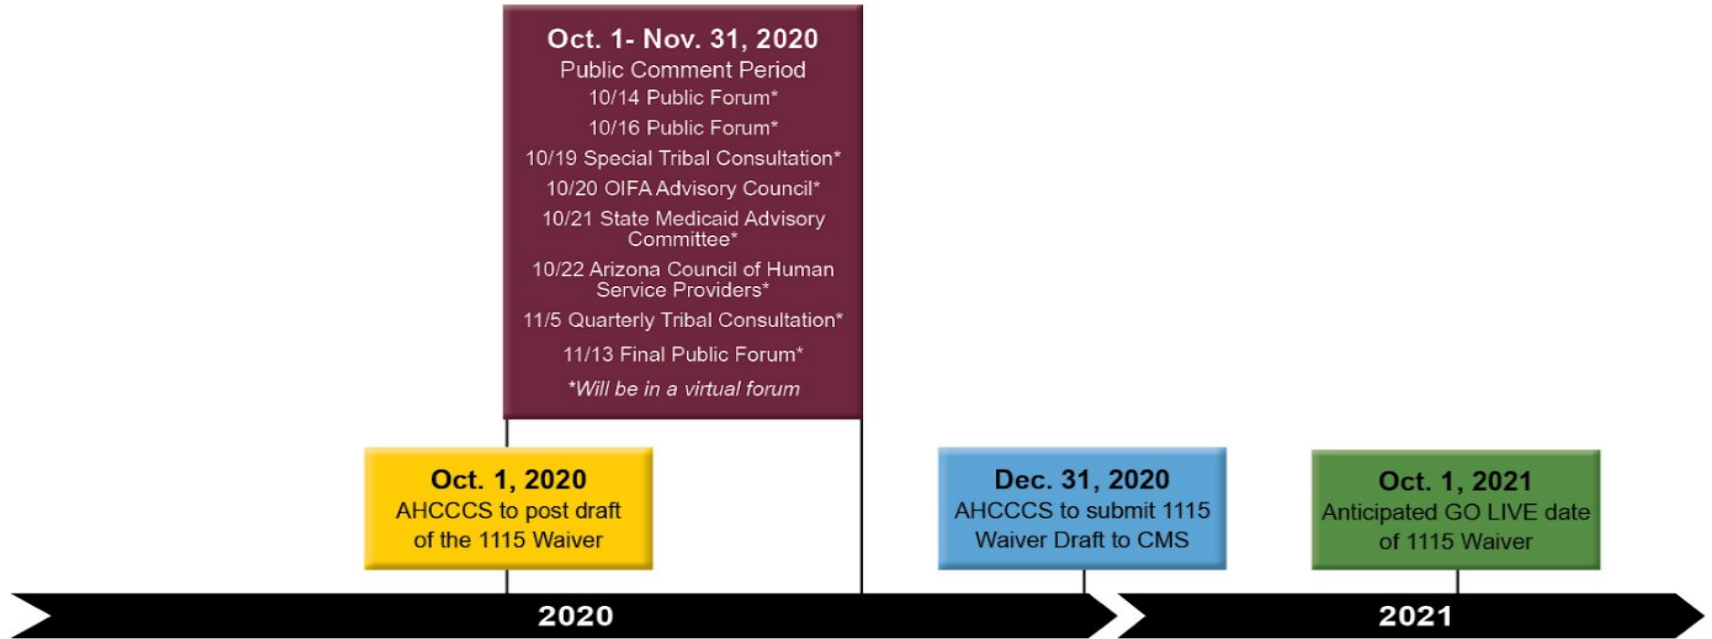 Oct. 1- Nov. 31, 2020
Public Comment Period
10/14 Public Forum*
10/16 Public Forum*
10/19 Special Tribal Consultation*
10/20 OIFA Advisory Council*
10/21 State Medicaid Advisory
Committee*
10/22 Arizona Council of Human
Service Providers*
11/5 Quarterly Tribal Consultation*
11/13 Final Public Forum*
*Will be in a virtual forum
Oct. 1, 2020
AHCCCS to post draft
of the 1115 Waiver
Dec. 31, 2020
AHCCCS to submit 1115
Waiver Draft to CMS
Oct. 1, 2021
Anticipated GO LIVE date
of 1115 Waiver
2020
2021